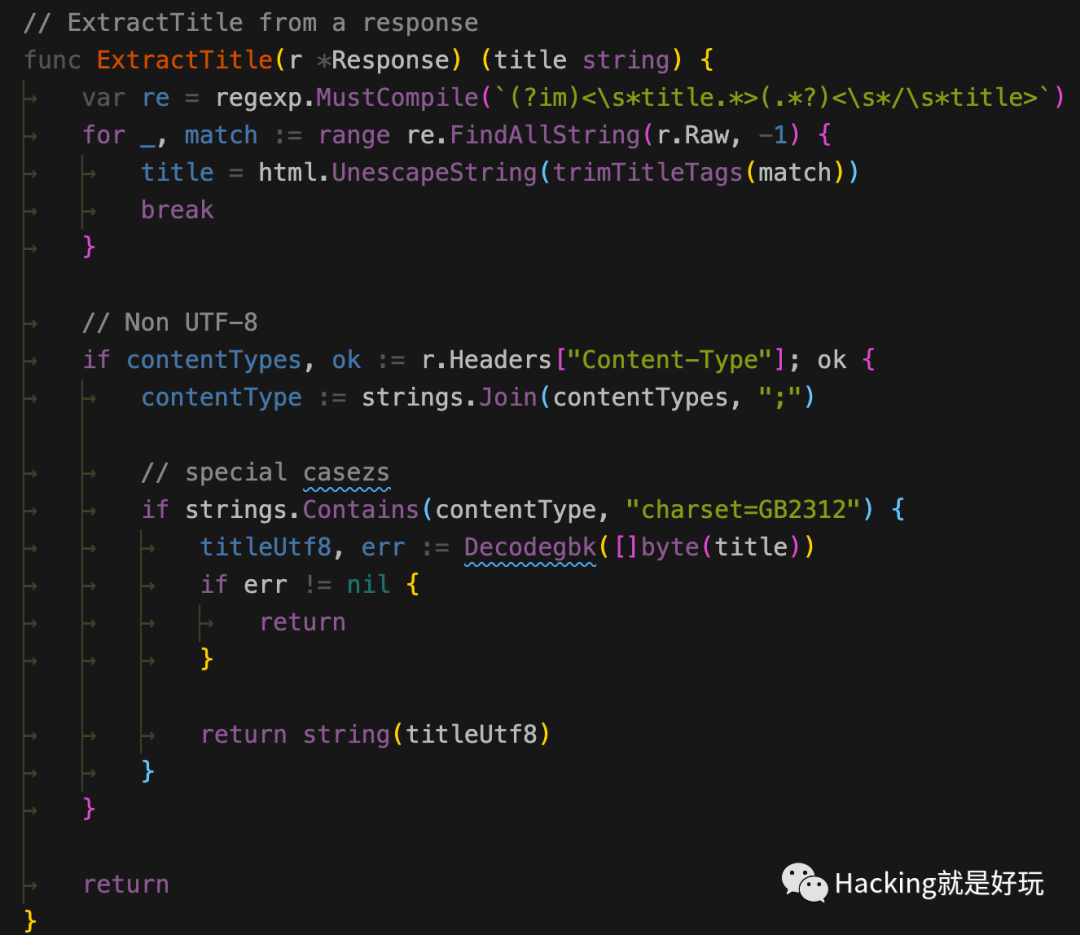 // ExtractTitle from a response
func ExtractTitle(r *Response) (title string) {
var re = regexp.MustCompile(`(?im)<\s*title.*>(.*?)<\s*/\s*title>`)
for _, match := range re.FindAllString(r.Raw, -1) {
title = html.UnescapeString(trimTitleTags(match))
break
}
// Non UTF-8
if contentTypes, ok := r.Headers["Content-Type"]; ok {
contentType := strings.Join(contentTypes, ";")
// special casezs
if strings.Contains(contentType, "charset=GB2312") {
titleUtf8, err := Decodegbk([]byte(title))
if err != nil {
return
}
return string(titleUtf8)
}
}
return
}
Hacking就是好玩